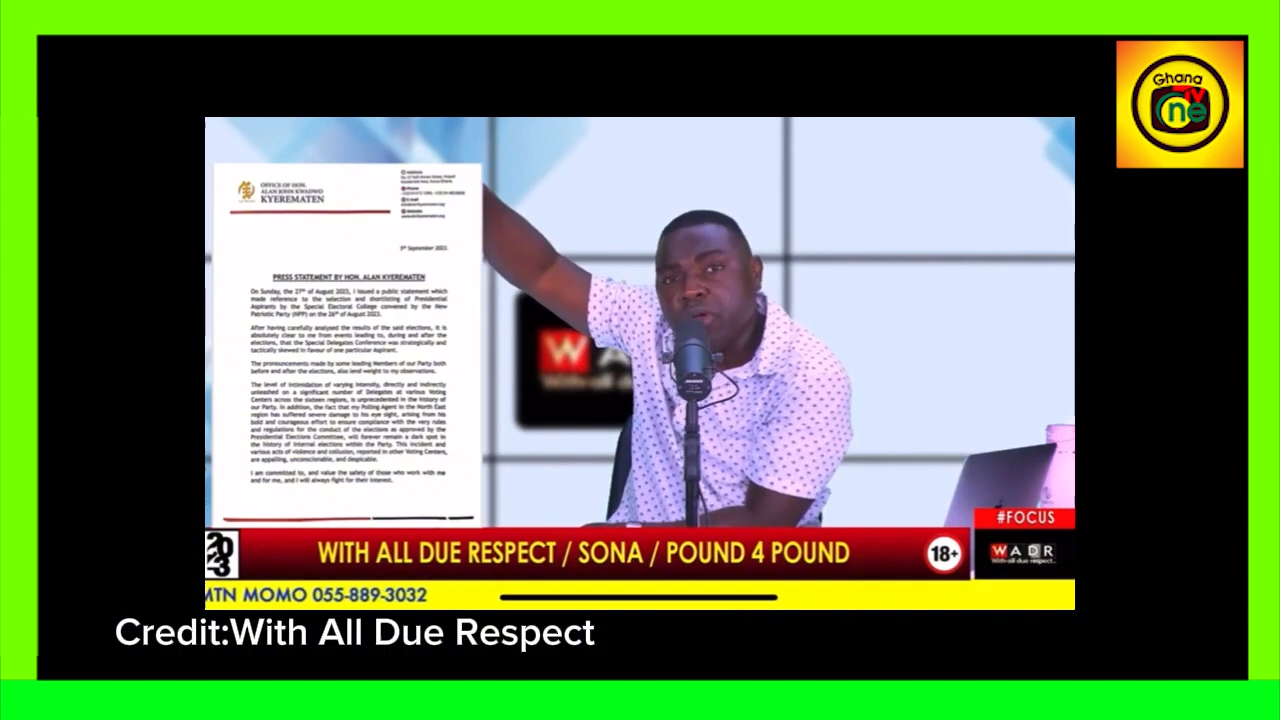 Ghana
TV
One
OFFICE OF HON.
ALAN JOHN KWADWO
KYEREMATEN
Address
Phone
E-mail
Website
5th September 2023.
PRESS STATEMENT BY HON. ALAN KYEREMATEN
On Sunday, the 27th of August 2023, I issued a public statement which
made reference to the selection and shortlisting of Presidential
Aspirants by the Special Electoral College convened by the New
Patriotic Party (NPP) on the 26th of August 2023.
After having carefully analysed the results of the said elections, it is
absolutely clear to me from events leading to, during and after the
elections, that the Special Delegates Conference was strategically and
tactically skewed in favour of one particular Aspirant.
The pronouncements made by some leading Members of our Party both
before and after the elections, also lend weight to my observations.
The level of intimidation of varying intensity, directly and indirectly
unleashed on a significant number of Delegates at various Voting
Centers across the sixteen regions, is unprecedented in the history of
our Party. In addition, the fact that my Polling Agent in the North East
region has suffered severe damage to his eye sight, arising from his
bold and courageous effort to ensure compliance with the very rules
and regulations for the conduct of the elections as approved by the
Presidential Elections Committee, will forever remain a dark spot in
the history of internal elections within the Party. This incident and
various acts of violence and collusion, reported in other Voting Centers,
are appalling, unconscionable, and despicable.
I am committed to, and value the safety of those who work with me
and for me, and I will always fight for their interest.
WAD
With all du
#FOCUS
2023
WITH ALL DUE RESPECT / SONA / POUND 4 POUND
18+
WADR
With all due respect..
MTN MOMO 055-889-3032
Credit:With All Due Respect